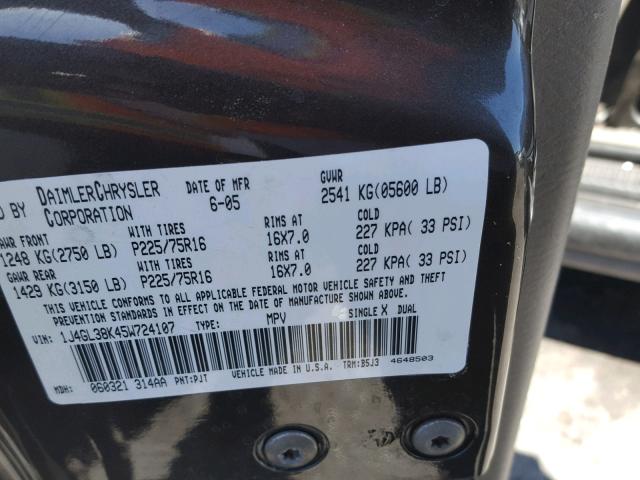 D BY DAIMLERCHRYSLER CORPORATION
DATE OF MFR 6-05
GVWR 2541 KG(05600 LB)
GAWR FRONT WITH TIRES RIMS AT COLD
1248 KG(2750 LB) P225/75R16 16X7.0 227 KPA( 33 PSI)
GAWR REAR WITH TIRES RIMS AT COLD
1429 KG(3150 LB) P225/75R16 16X7.0 227 KPA( 33 PSI)
THIS VEHICLE CONFORMS TO ALL APPLICABLE FEDERAL MOTOR VEHICLE SAFETY AND THEFT
PREVENTION STANDARDS IN EFFECT ON THE DATE OF MANUFACTURE SHOWN ABOVE.
VIN: 1J4GL38K45W724107 TYPE: MPV SINGLE X DUAL
MDH: 060321 314AA PNT:PJT VEHICLE MADE IN U.S.A. TRM:B5J3 4648503